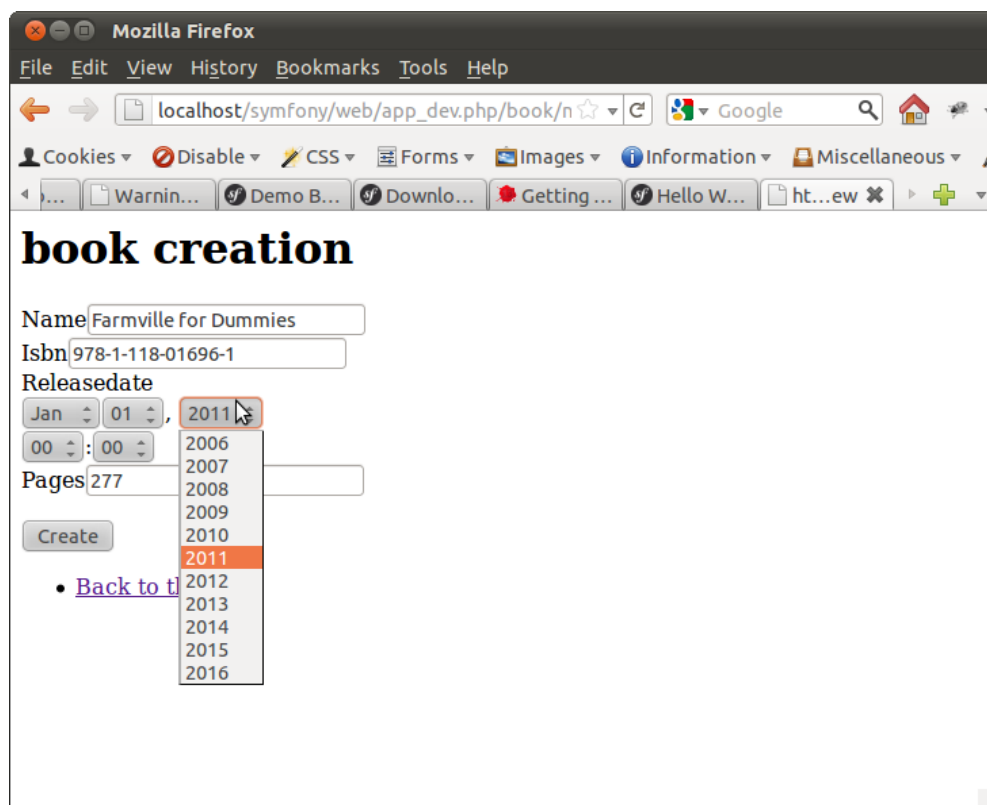 Mozilla Firefox
File Edit View History Bookmarks Tools Help
localhost/symfony/web/app_dev.php/book/n Google
Cookies Disable CSS Forms Images Information Miscellaneous
... Warnin... Demo B... Downlo... Getting ... Hello W... ht...ew
book creation
Name Farmville for Dummies
Isbn 978-1-118-01696-1
Releasedate
Jan 01 , 2011
00 : 00
2006
2007
Pages 277
2008
2009
2010
Create
2011
Back to t
2012
2013
2014
2015
2016